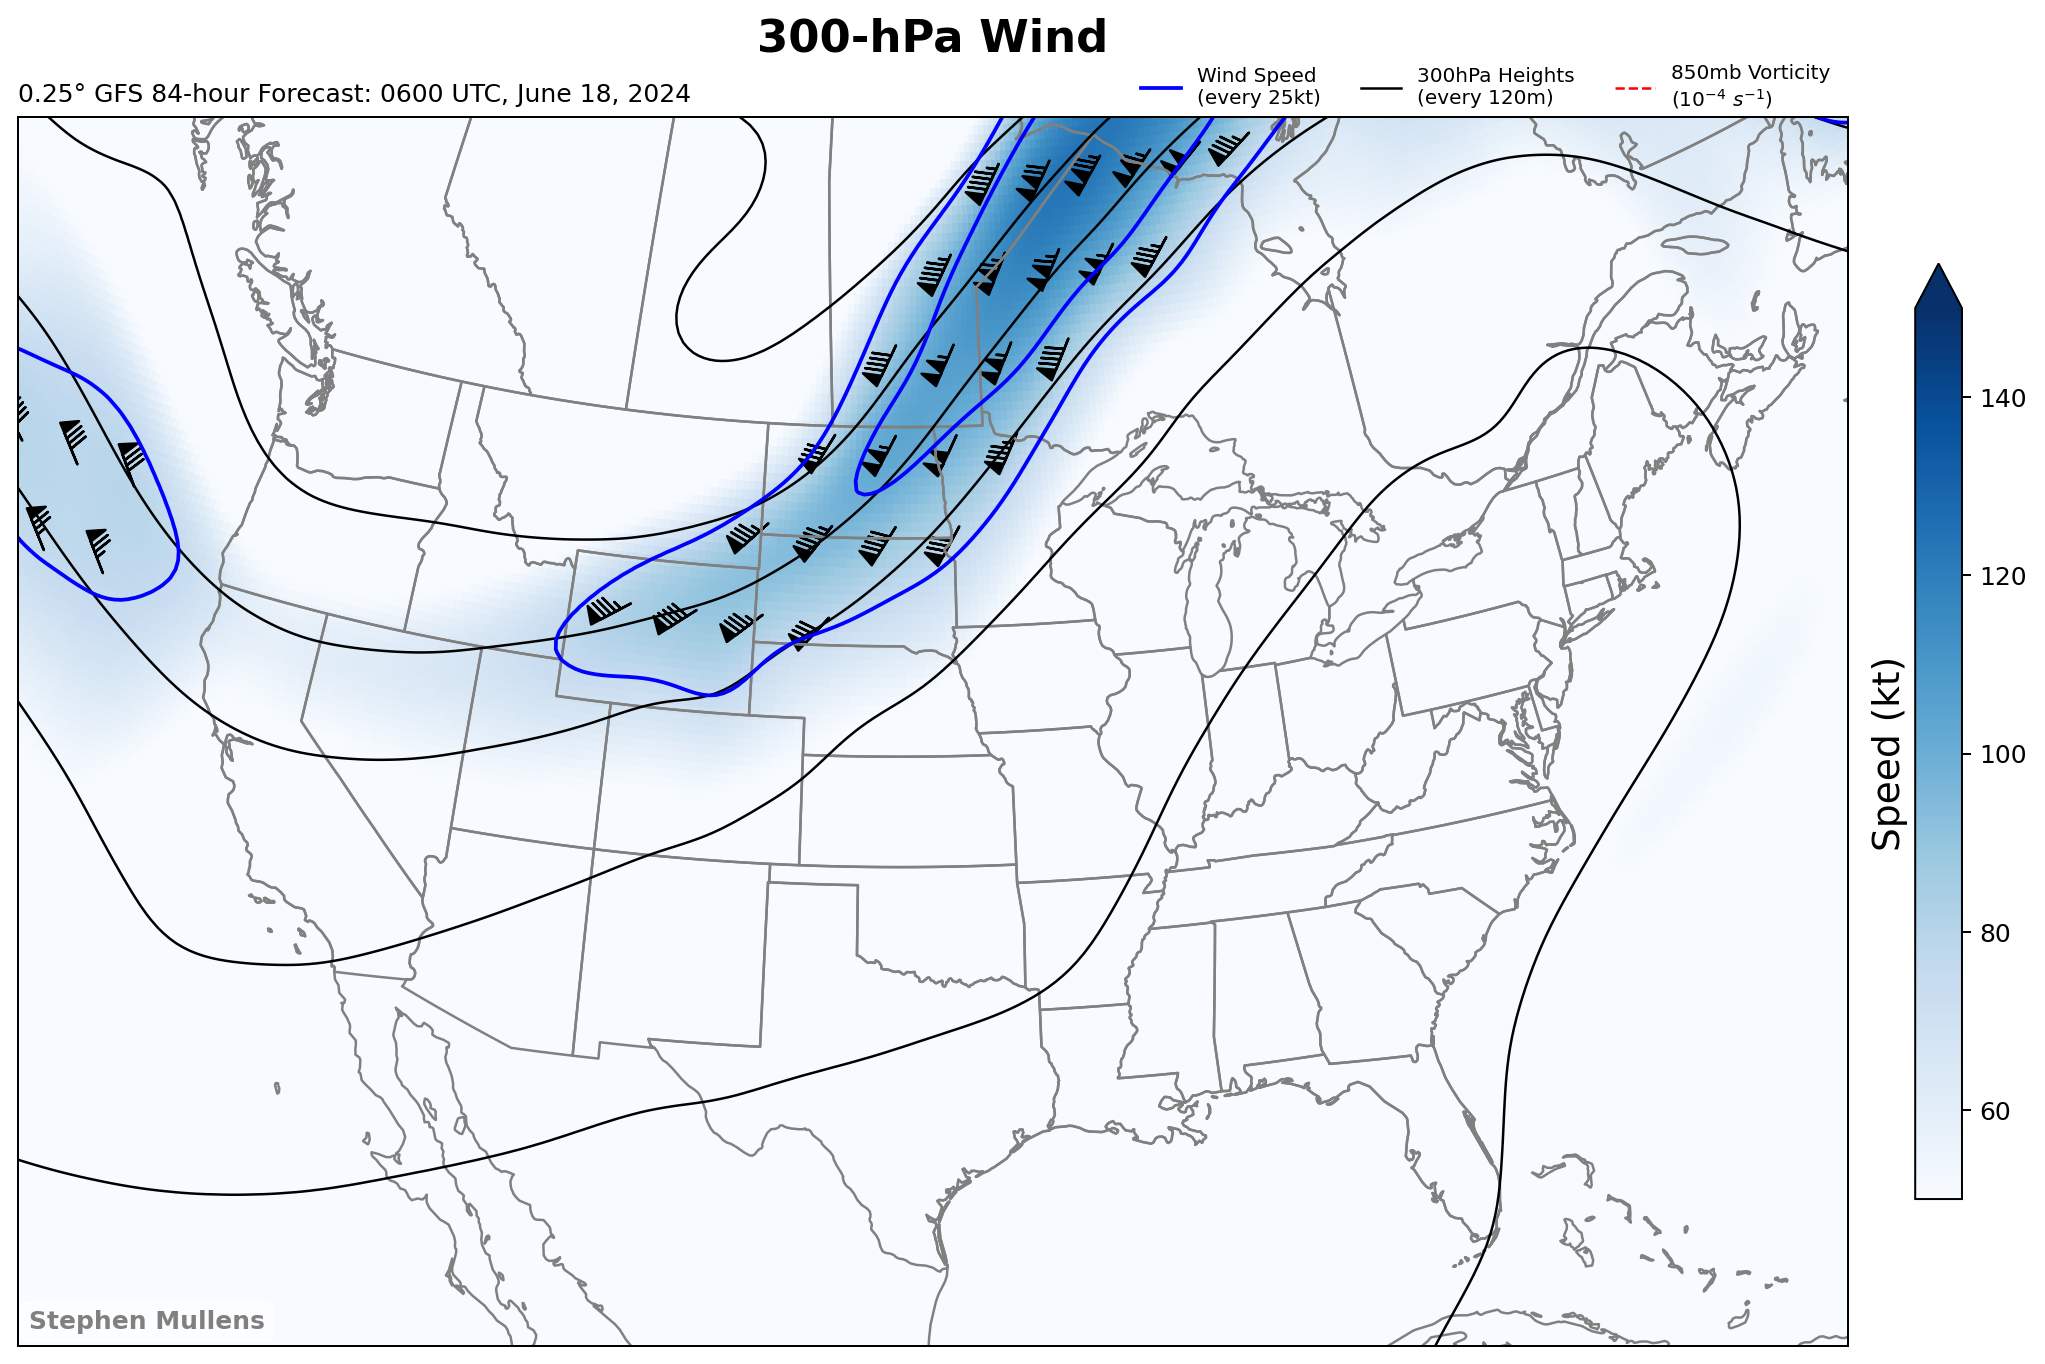 300-hPa Wind
0.25° GFS 84-hour Forecast: 0600 UTC, June 18, 2024
Wind Speed
(every 25kt)
300hPa Heights
(every 120m)
850mb Vorticity
(10⁻⁴ s⁻¹)
140
120
100
80
60
Speed (kt)
Stephen Mullens